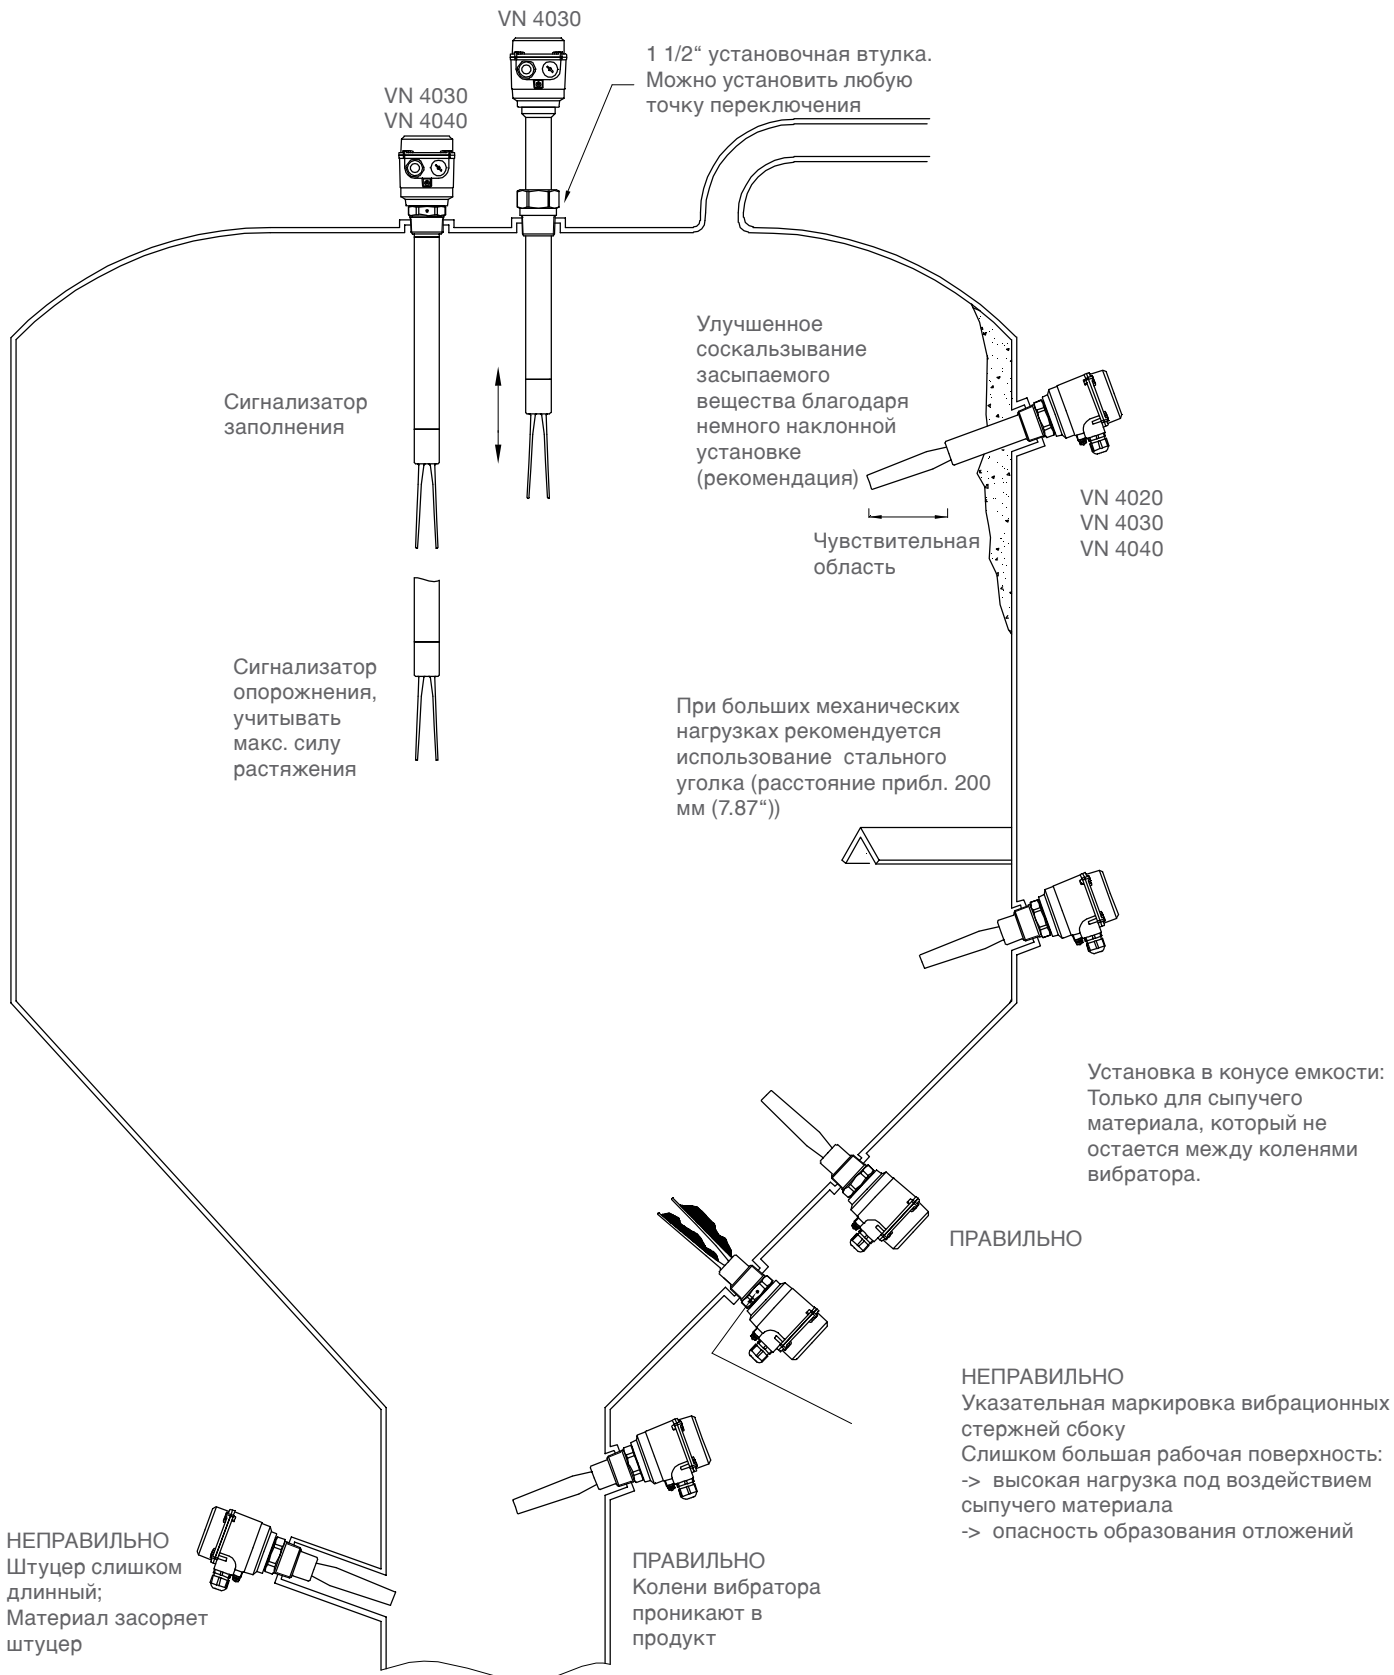 VN 4030
1 1/2“ установочная втулка.
Можно установить любую
точку переключения
VN 4030
VN 4040
Улучшенное
соскальзывание
засыпаемого
вещества благодаря
немного наклонной
установке
(рекомендация)
Сигнализатор
заполнения
VN 4020
VN 4030
VN 4040
Чувствительная
область
Сигнализатор
опорожнения,
учитывать
макс. силу
растяжения
При больших механических
нагрузках рекомендуется
использование стального
уголка (расстояние прибл. 200
мм (7.87“))
Установка в конусе емкости:
Только для сыпучего
материала, который не
остается между коленями
вибратора.
ПРАВИЛЬНО
НЕПРАВИЛЬНО
Указательная маркировка вибрационных
стержней сбоку
Слишком большая рабочая поверхность:
-> высокая нагрузка под воздействием
сыпучего материала
-> опасность образования отложений
НЕПРАВИЛЬНО
Штуцер слишком
длинный;
Материал засоряет
штуцер
ПРАВИЛЬНО
Колени вибратора
проникают в
продукт